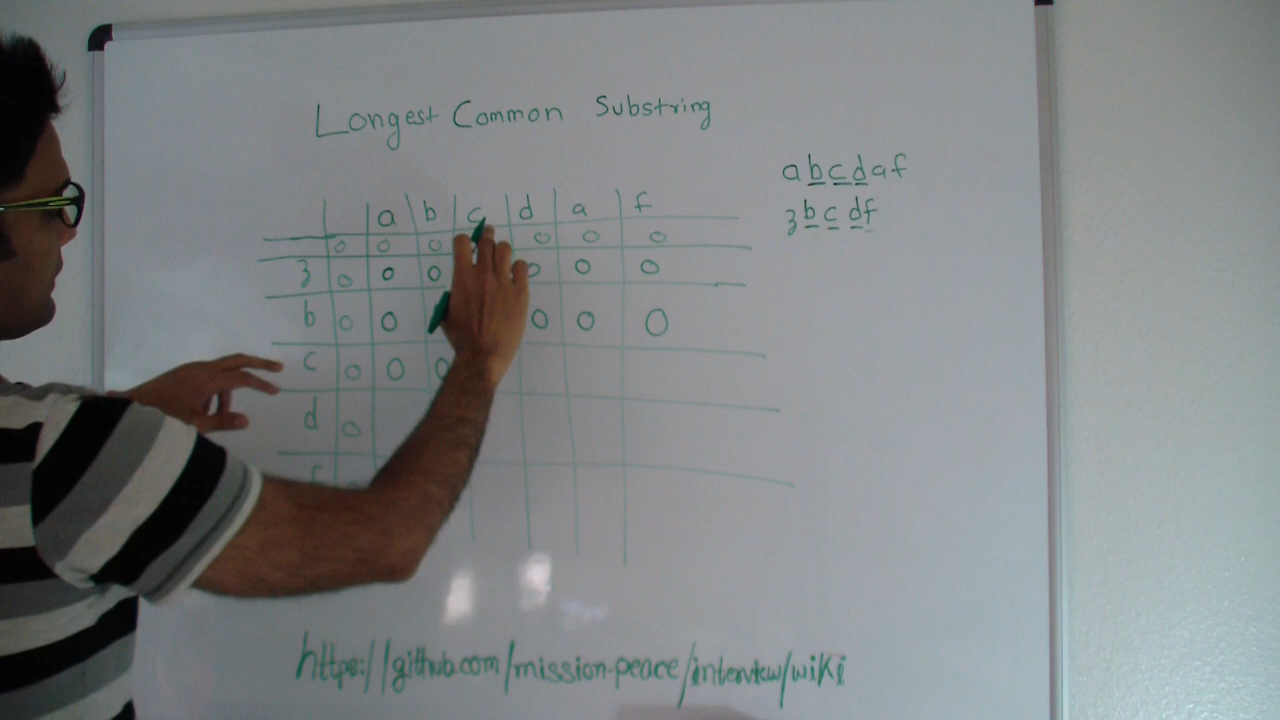 Longest Common Substring
abcdaf
zbcdf
a b c d a f
0 0 0 0 0 0
z 0 0 0 0 0 0
b 0 0 0 0 0
c 0 0 0
d 0
https://github.com/mission-peace/interview/wiki